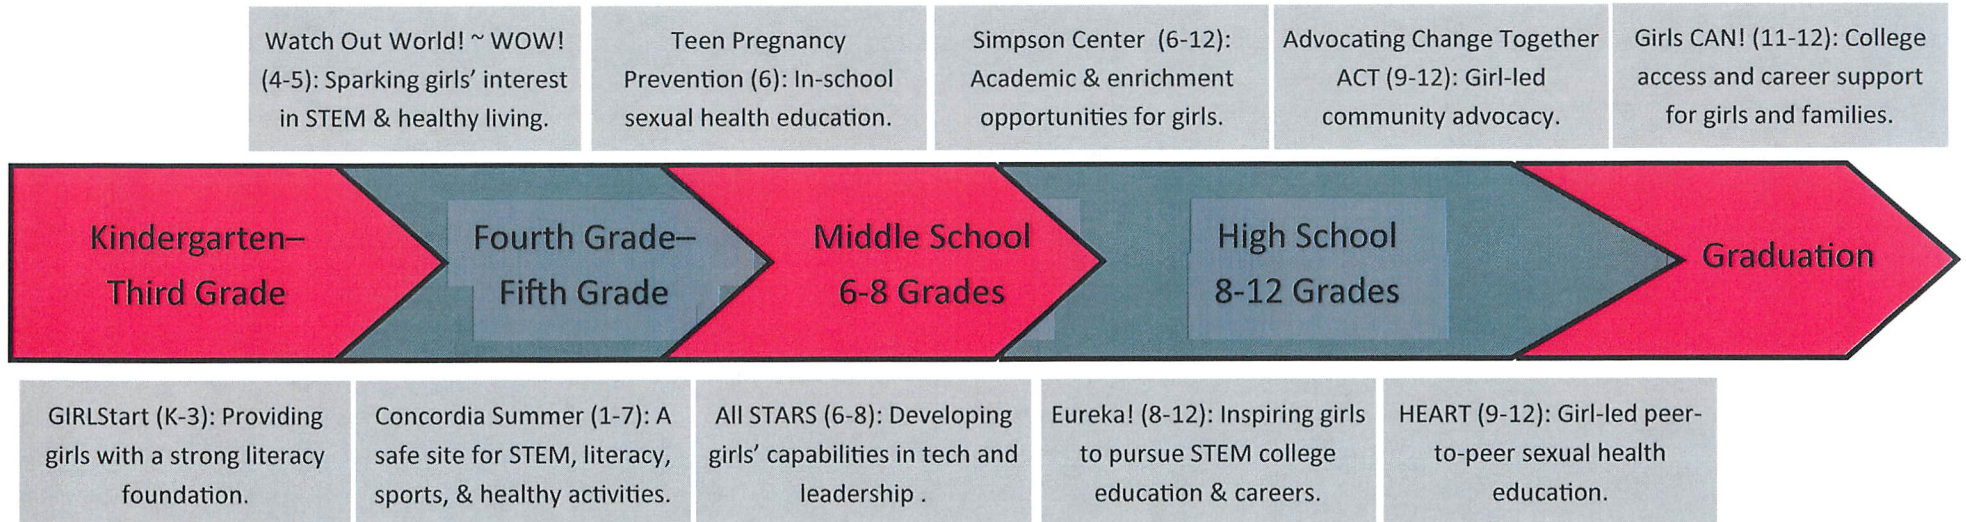 Watch Out World! ~ WOW!
(4-5): Sparking girls' interest
in STEM & healthy living.
Teen Pregnancy
Prevention (6): In-school
sexual health education.
Simpson Center (6-12):
Academic & enrichment
opportunities for girls.
Advocating Change Together
ACT (9-12): Girl-led
community advocacy.
Girls CAN! (11-12): College
access and career support
for girls and families.
Kindergarten–
Third Grade
Fourth Grade–
Fifth Grade
Middle School
6-8 Grades
High School
8-12 Grades
Graduation
GIRLStart (K-3): Providing
girls with a strong literacy
foundation.
Concordia Summer (1-7): A
safe site for STEM, literacy,
sports, & healthy activities.
All STARS (6-8): Developing
girls' capabilities in tech and
leadership .
Eureka! (8-12): Inspiring girls
to pursue STEM college
education & careers.
HEART (9-12): Girl-led peer-
to-peer sexual health
education.